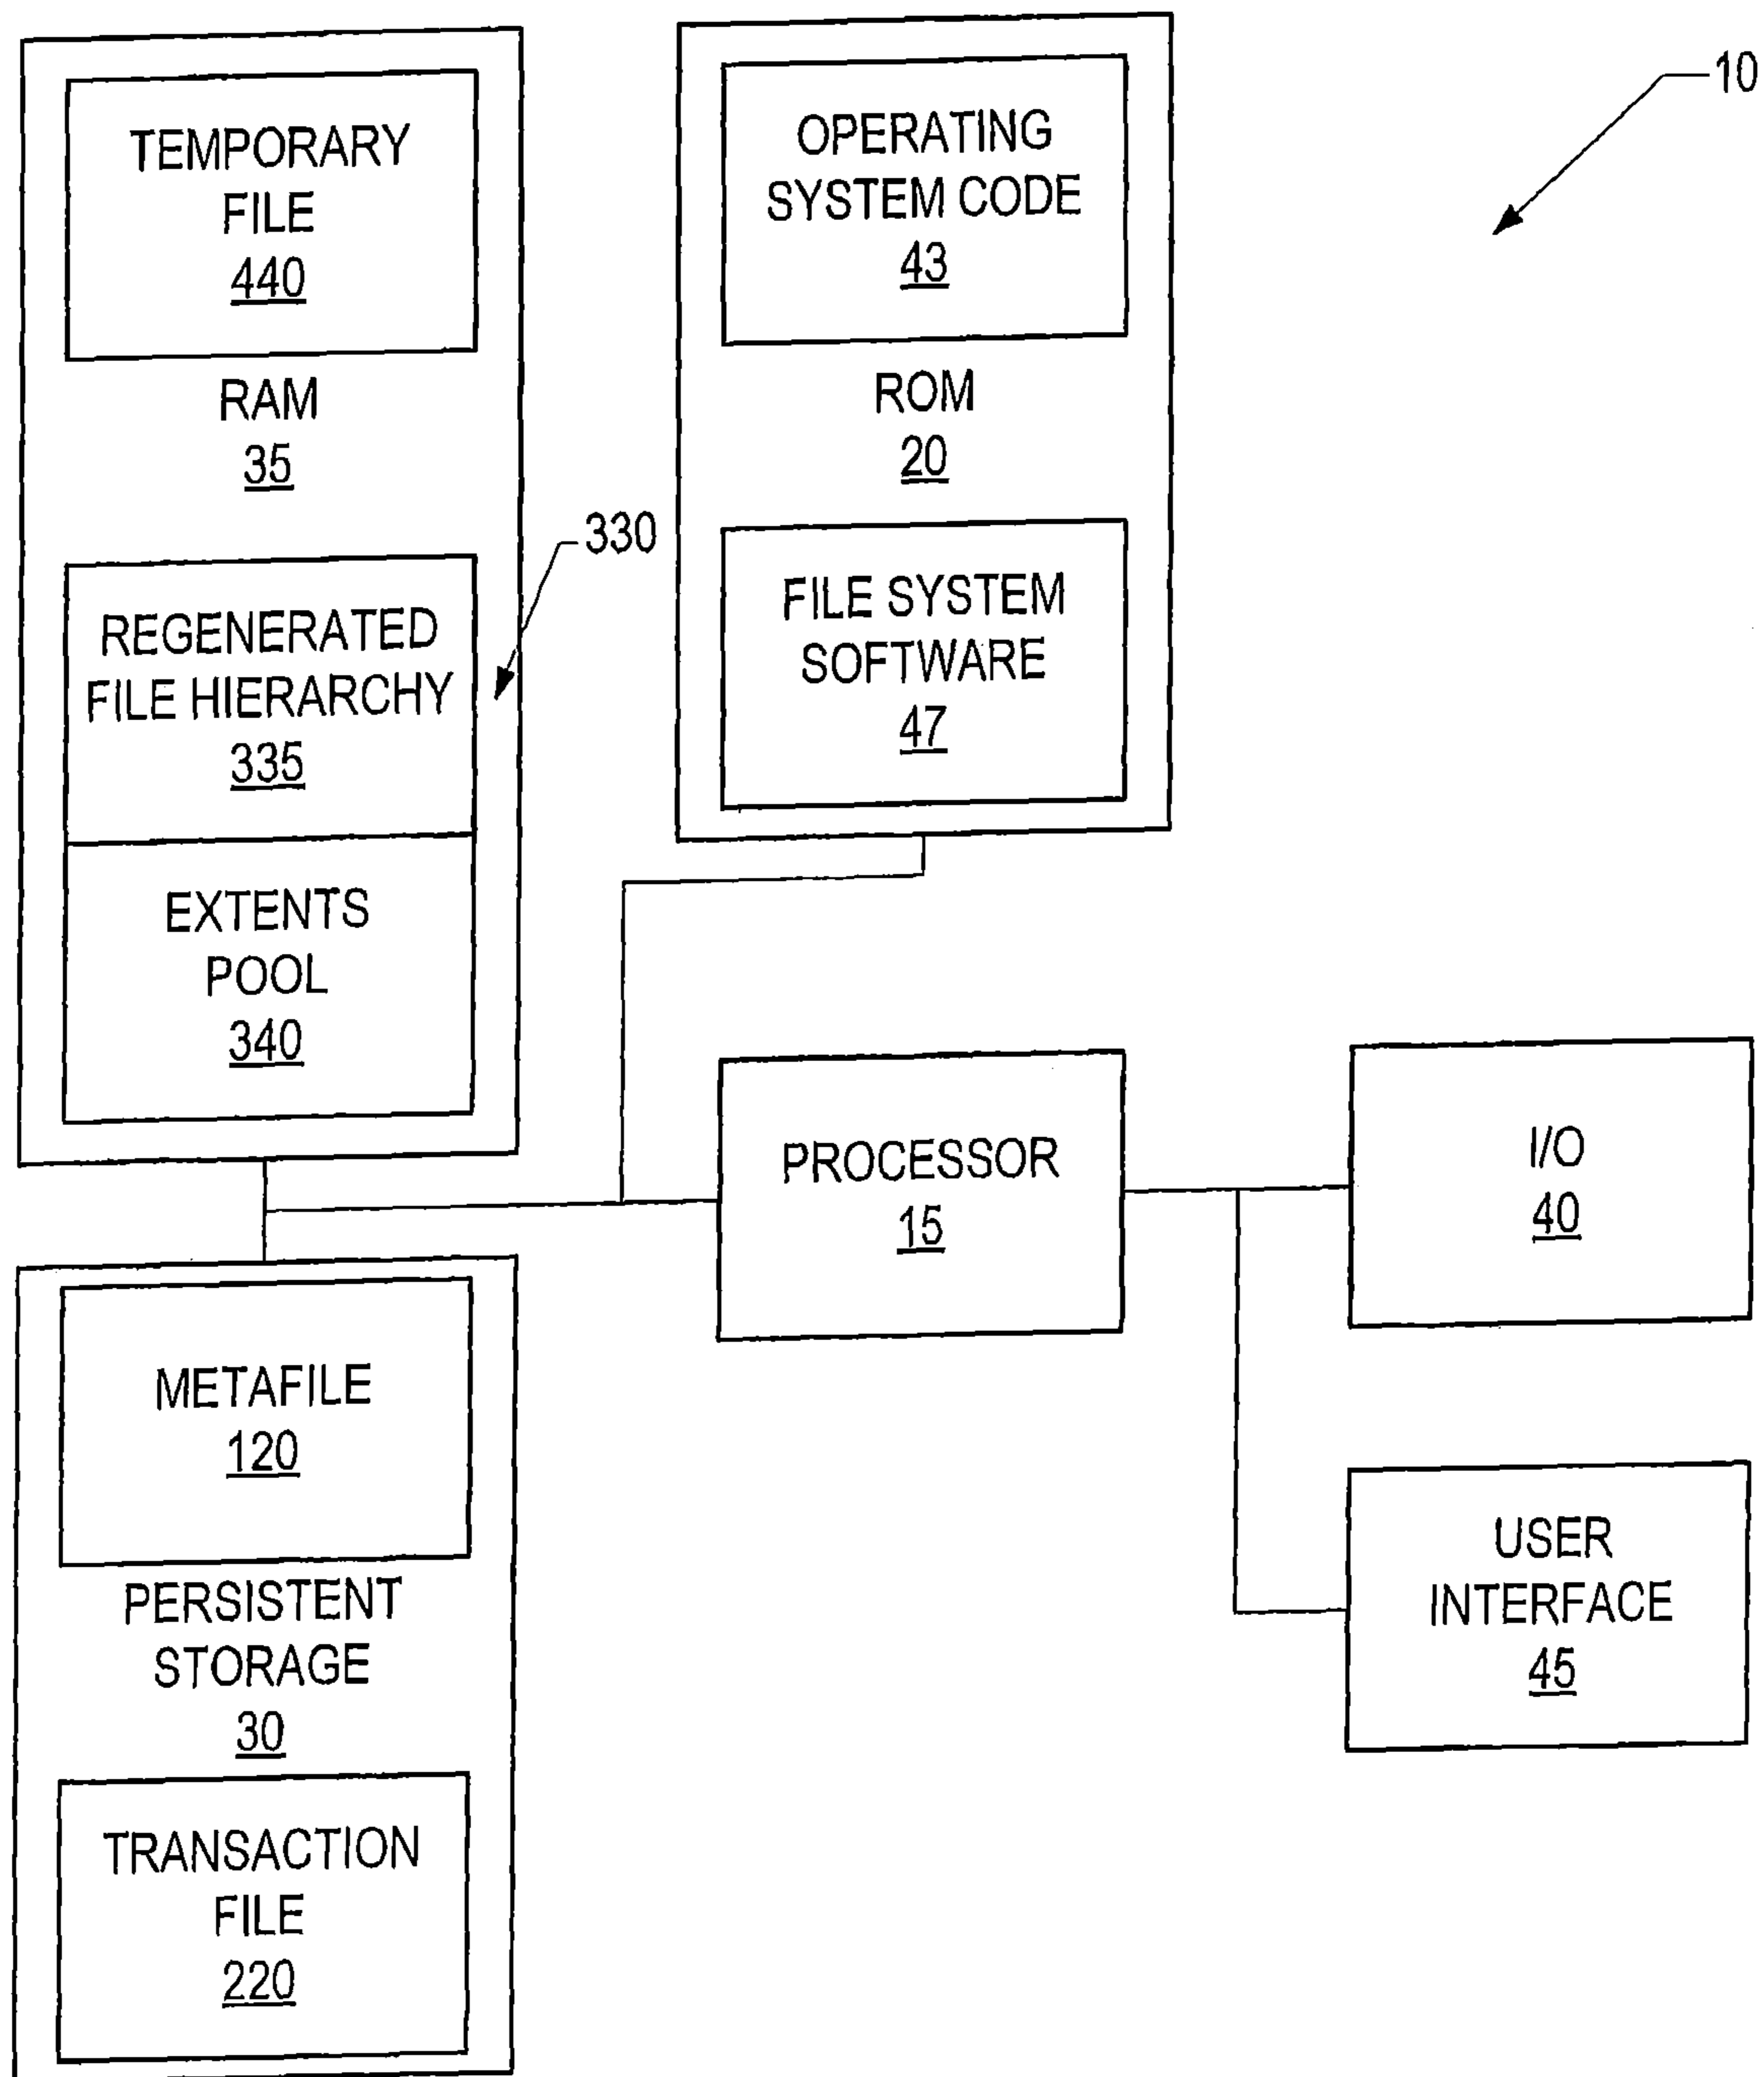 TEMPORARY
FILE
440
RAM
35
330
REGENERATED
FILE HIERARCHY
335
EXTENTS
POOL
340
OPERATING
SYSTEM CODE
43
ROM
20
FILE SYSTEM
SOFTWARE
47
10
PROCESSOR
15
I/O
40
USER
INTERFACE
45
METAFILE
120
PERSISTENT
STORAGE
30
TRANSACTION
FILE
220